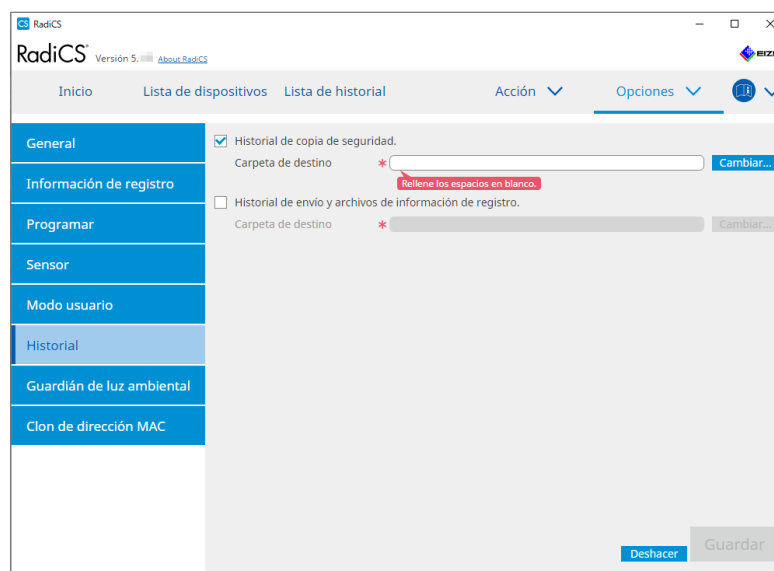 CS RadiCS
RadiCS® Versión 5. About RadiCS
Inicio Lista de dispositivos Lista de historial Acción Opciones
General
Información de registro
Programar
Sensor
Modo usuario
Historial
Guardián de luz ambiental
Clon de dirección MAC
Historial de copia de seguridad.
Carpeta de destino * Cambiar...
Rellene los espacios en blanco.
Historial de envío y archivos de información de registro.
Carpeta de destino * Cambiar...
Deshacer Guardar